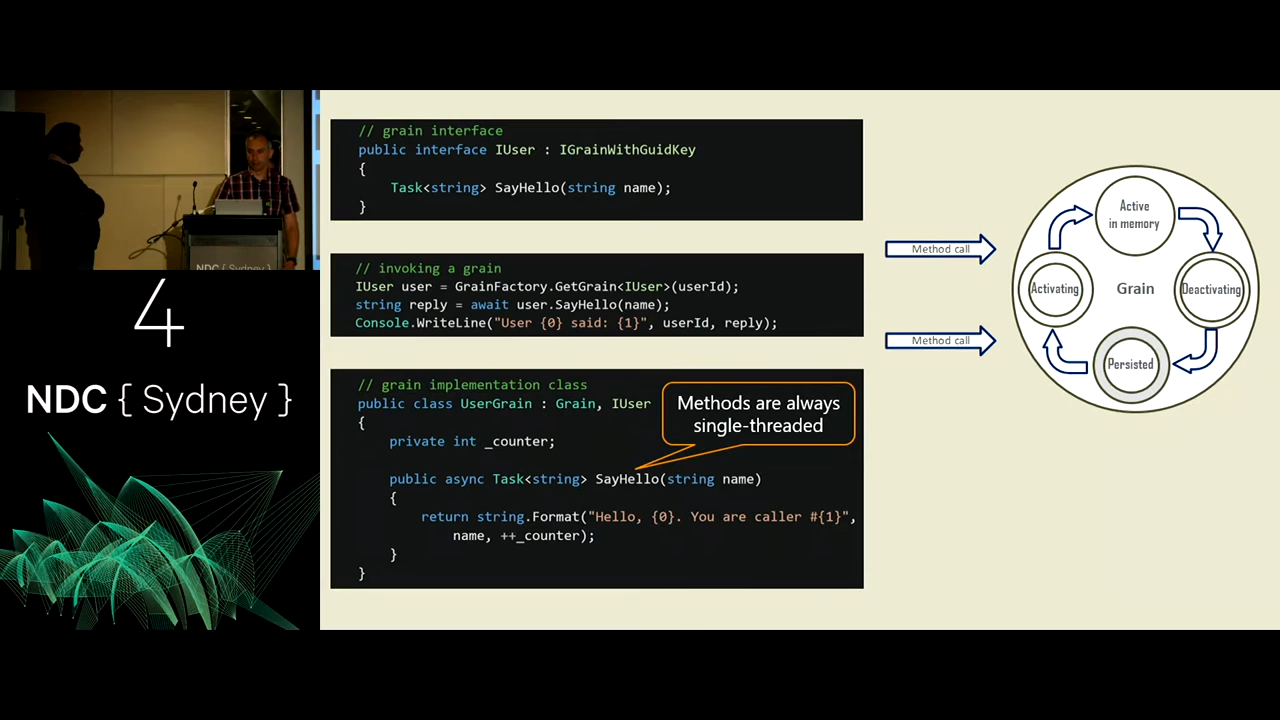 // grain interface
public interface IUser : IGrainWithGuidKey
{
Task<string> SayHello(string name);
}
// invoking a grain
IUser user = GrainFactory.GetGrain<IUser>(userId);
string reply = await user.SayHello(name);
Console.WriteLine("User {0} said: {1}", userId, reply);
// grain implementation class
public class UserGrain : Grain, IUser
{
private int _counter;
public async Task<string> SayHello(string name)
{
return string.Format("Hello, {0}. You are caller #{1}",
name, ++_counter);
}
}
Methods are always
single-threaded
Method call
Method call
Active
in memory
Activating
Grain
Deactivating
Persisted
NDC { Sydney }
4
NDC { Sydney }